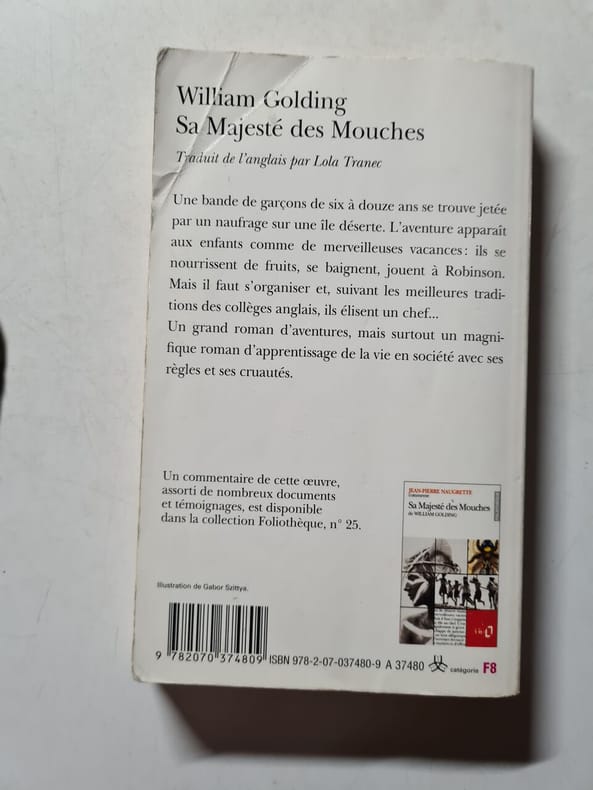 William Golding
Sa Majesté des Mouches
Traduit de l'anglais par Lola Tranec
Une bande de garçons de six à douze ans se trouve jetée
par un naufrage sur une île déserte. L'aventure apparaît
aux enfants comme de merveilleuses vacances : ils se
nourrissent de fruits, se baignent, jouent à Robinson.
Mais il faut s'organiser et, suivant les meilleures tradi-
tions des collèges anglais, ils élisent un chef...
Un grand roman d'aventures, mais surtout un magni-
fique roman d'apprentissage de la vie en société avec ses
règles et ses cruautés.
Un commentaire de cette œuvre,
assorti de nombreux documents
et témoignages, est disponible
dans la collection Foliothèque, n° 25.
JEAN-PIERRE NAUGRETTE
commente
Sa Majesté des Mouches
de WILLIAM GOLDING
Illustration de Gabor Szittya.
9 782070 374809 ISBN 978-2-07-037480-9 A 37480 catégorie F8